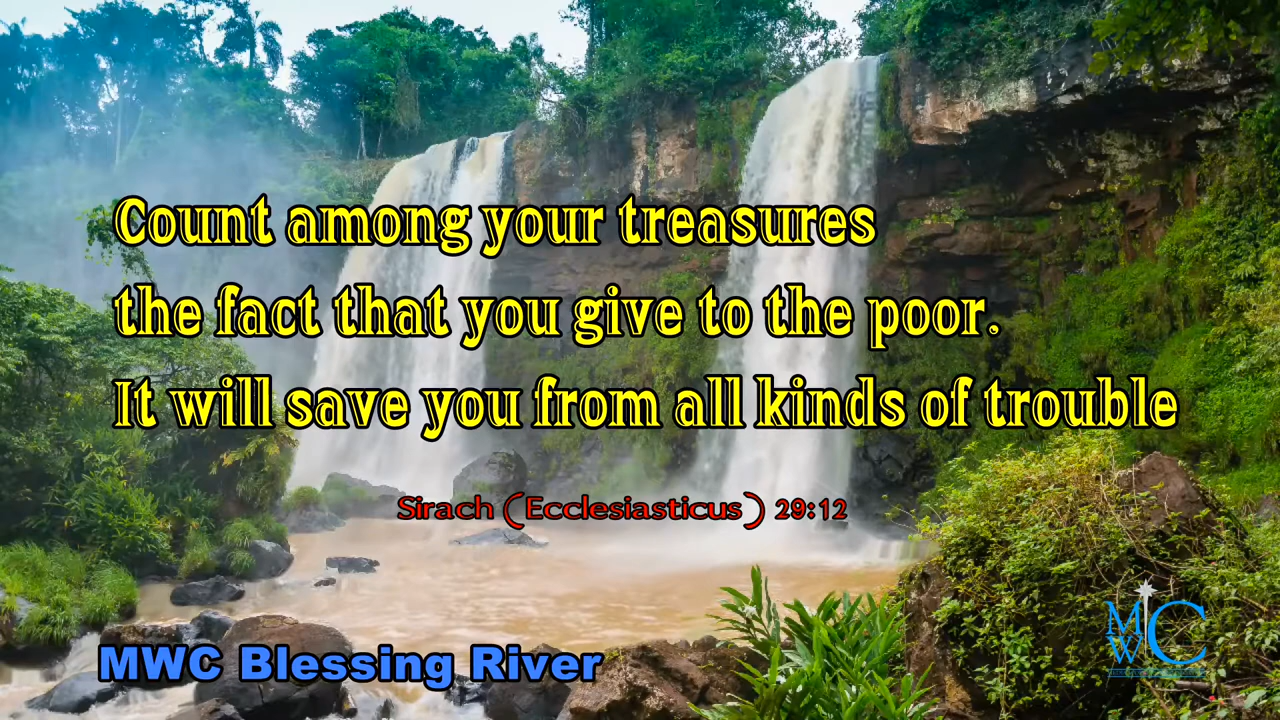 Count among your treasures
the fact that you give to the poor.
It will save you from all kinds of trouble
Sirach (Ecclesiasticus) 29:12
MWC Blessing River
MWC